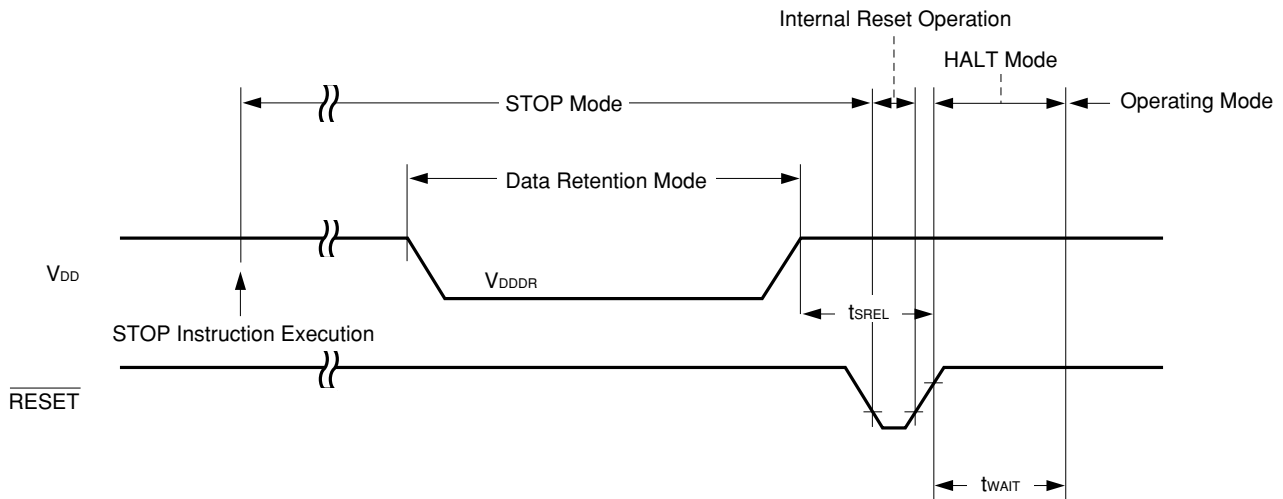 Internal Reset Operation
HALT Mode
STOP Mode
Operating Mode
Data Retention Mode
VDD
VDDDR
tSREL
STOP Instruction Execution
RESET
tWAIT